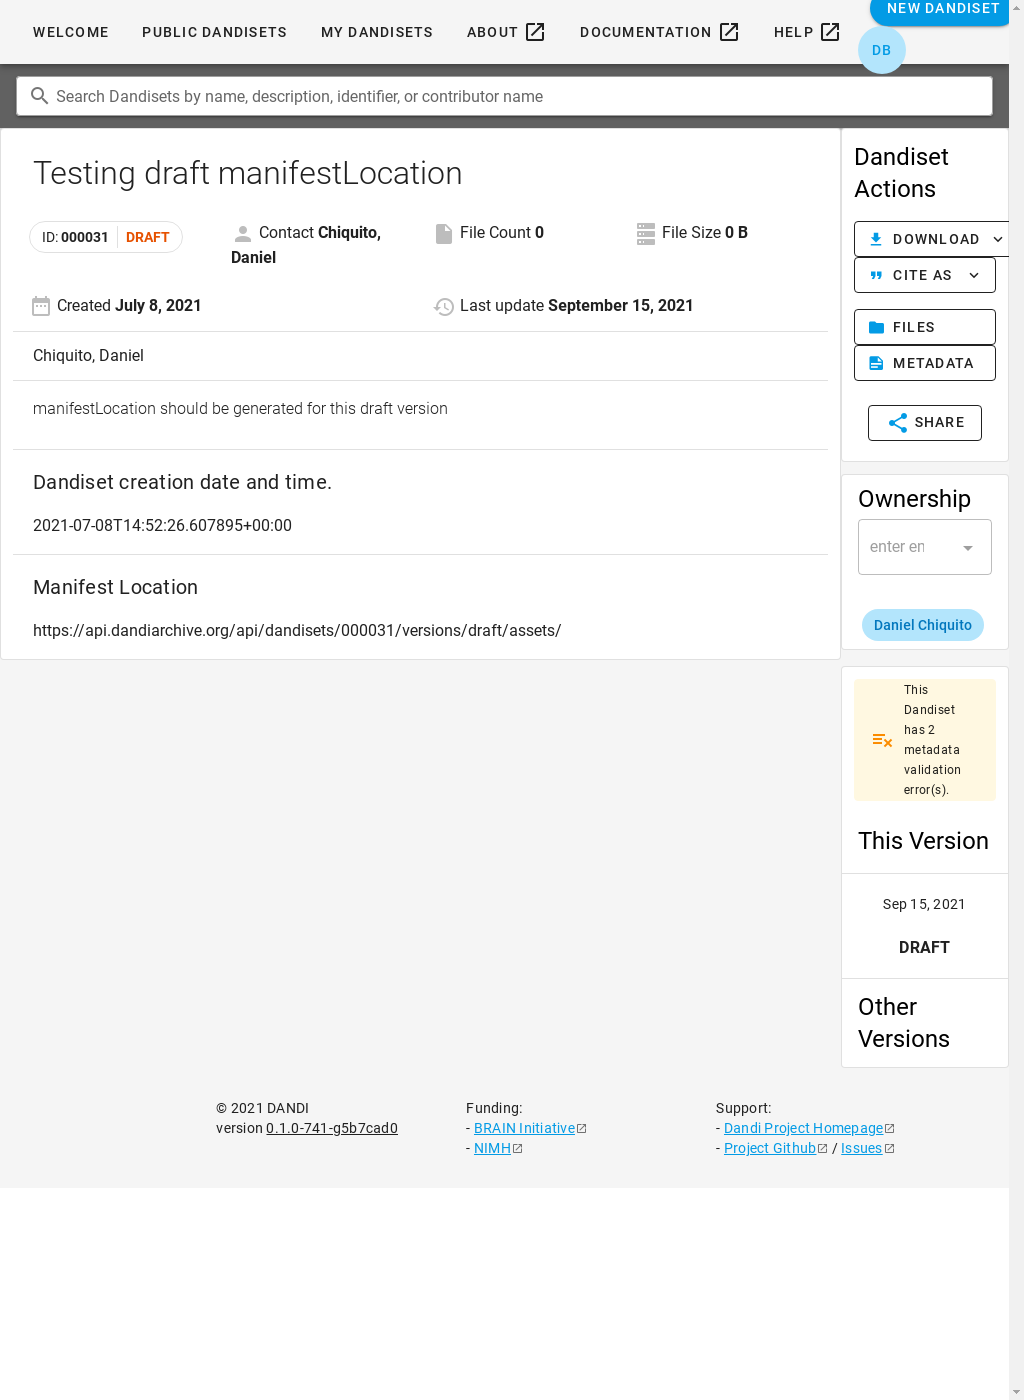 WELCOME
PUBLIC DANDISETS
MY DANDISETS
ABOUT
DOCUMENTATION
HELP
NEW DANDISET
DB
Search Dandisets by name, description, identifier, or contributor name
Testing draft manifestLocation
ID: 000031 DRAFT
Contact Chiquito,
Daniel
File Count 0
File Size 0 B
Created July 8, 2021
Last update September 15, 2021
Chiquito, Daniel
manifestLocation should be generated for this draft version
Dandiset creation date and time.
2021-07-08T14:52:26.607895+00:00
Manifest Location
https://api.dandiarchive.org/api/dandisets/000031/versions/draft/assets/
Dandiset
Actions
DOWNLOAD
CITE AS
FILES
METADATA
SHARE
Ownership
enter
Daniel Chiquito
This
Dandiset
has 2
metadata
validation
error(s).
This Version
Sep 15, 2021
DRAFT
Other
Versions
© 2021 DANDI
version 0.1.0-741-g5b7cad0
Funding:
- BRAIN Initiative
- NIMH
Support:
- Dandi Project Homepage
- Project Github / Issues